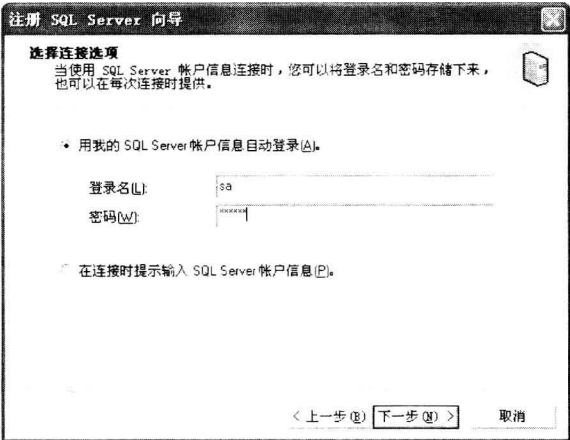 注册 SQL Server 向导
选择连接选项
当使用 SQL Server 帐户信息连接时，您可以将登录名和密码存储下来，
也可以在每次连接时提供。
用我的 SQL Server 帐户信息自动登录(A)。
登录名(L):
sa
密码(W):
××××××
在连接时提示输入 SQL Server 帐户信息(P)。
< 上一步(B)
下一步(N) >
取消